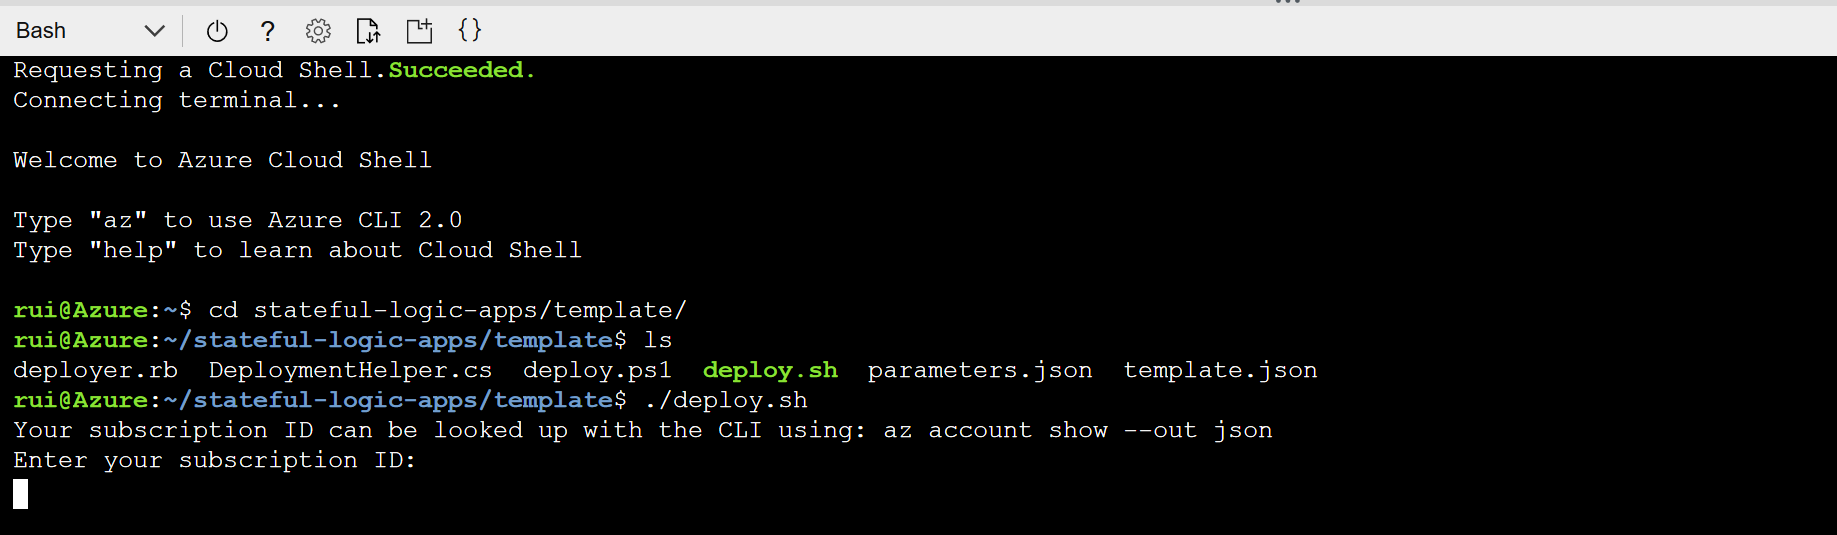 Bash ? {}
Requesting a Cloud Shell.Succeeded.
Connecting terminal...
Welcome to Azure Cloud Shell
Type "az" to use Azure CLI 2.0
Type "help" to learn about Cloud Shell
rui@Azure:~$ cd stateful-logic-apps/template/
rui@Azure:~/stateful-logic-apps/template$ ls
deployer.rb  DeploymentHelper.cs  deploy.ps1  deploy.sh  parameters.json  template.json
rui@Azure:~/stateful-logic-apps/template$ ./deploy.sh
Your subscription ID can be looked up with the CLI using: az account show --out json
Enter your subscription ID: